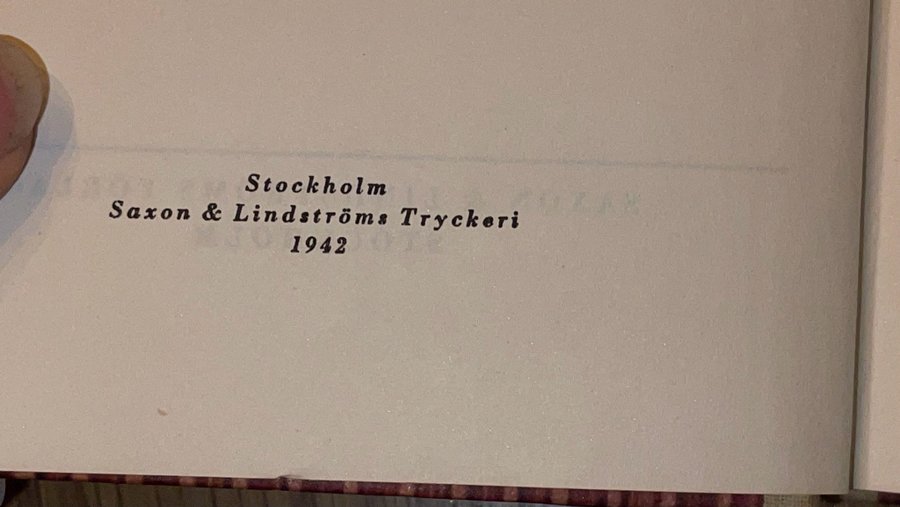 Stockholm
Saxon & Lindströms Tryckeri
1942